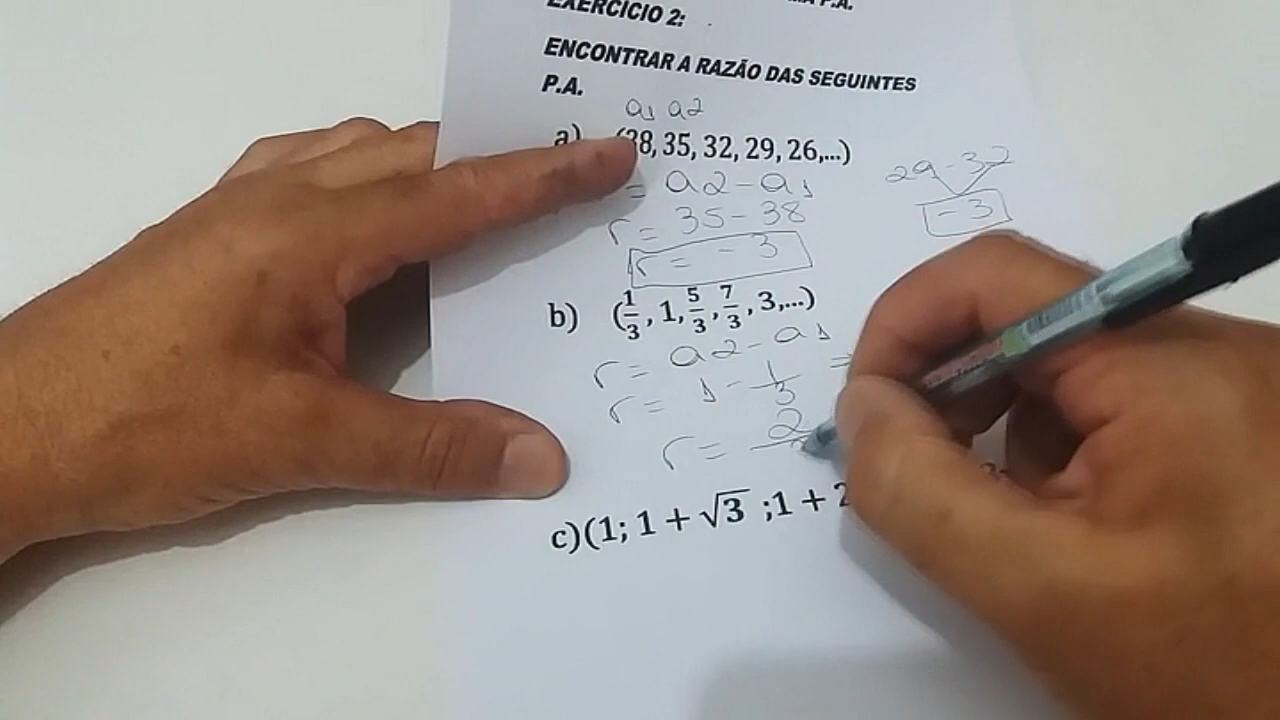 MA P.A.
EXERCÍCIO 2:
ENCONTRAR A RAZÃO DAS SEGUINTES
P.A.
a1 a2
a) (38, 35, 32, 29, 26,...)
29-32
-3
= a2 - a1
r = 35 - 38
r = -3
b) (1/3, 1, 5/3, 7/3, 3,...)
r = a2 - a1
r = 1 - 1/3 =
r = 2
c)(1; 1 + √3 ;1 + 2